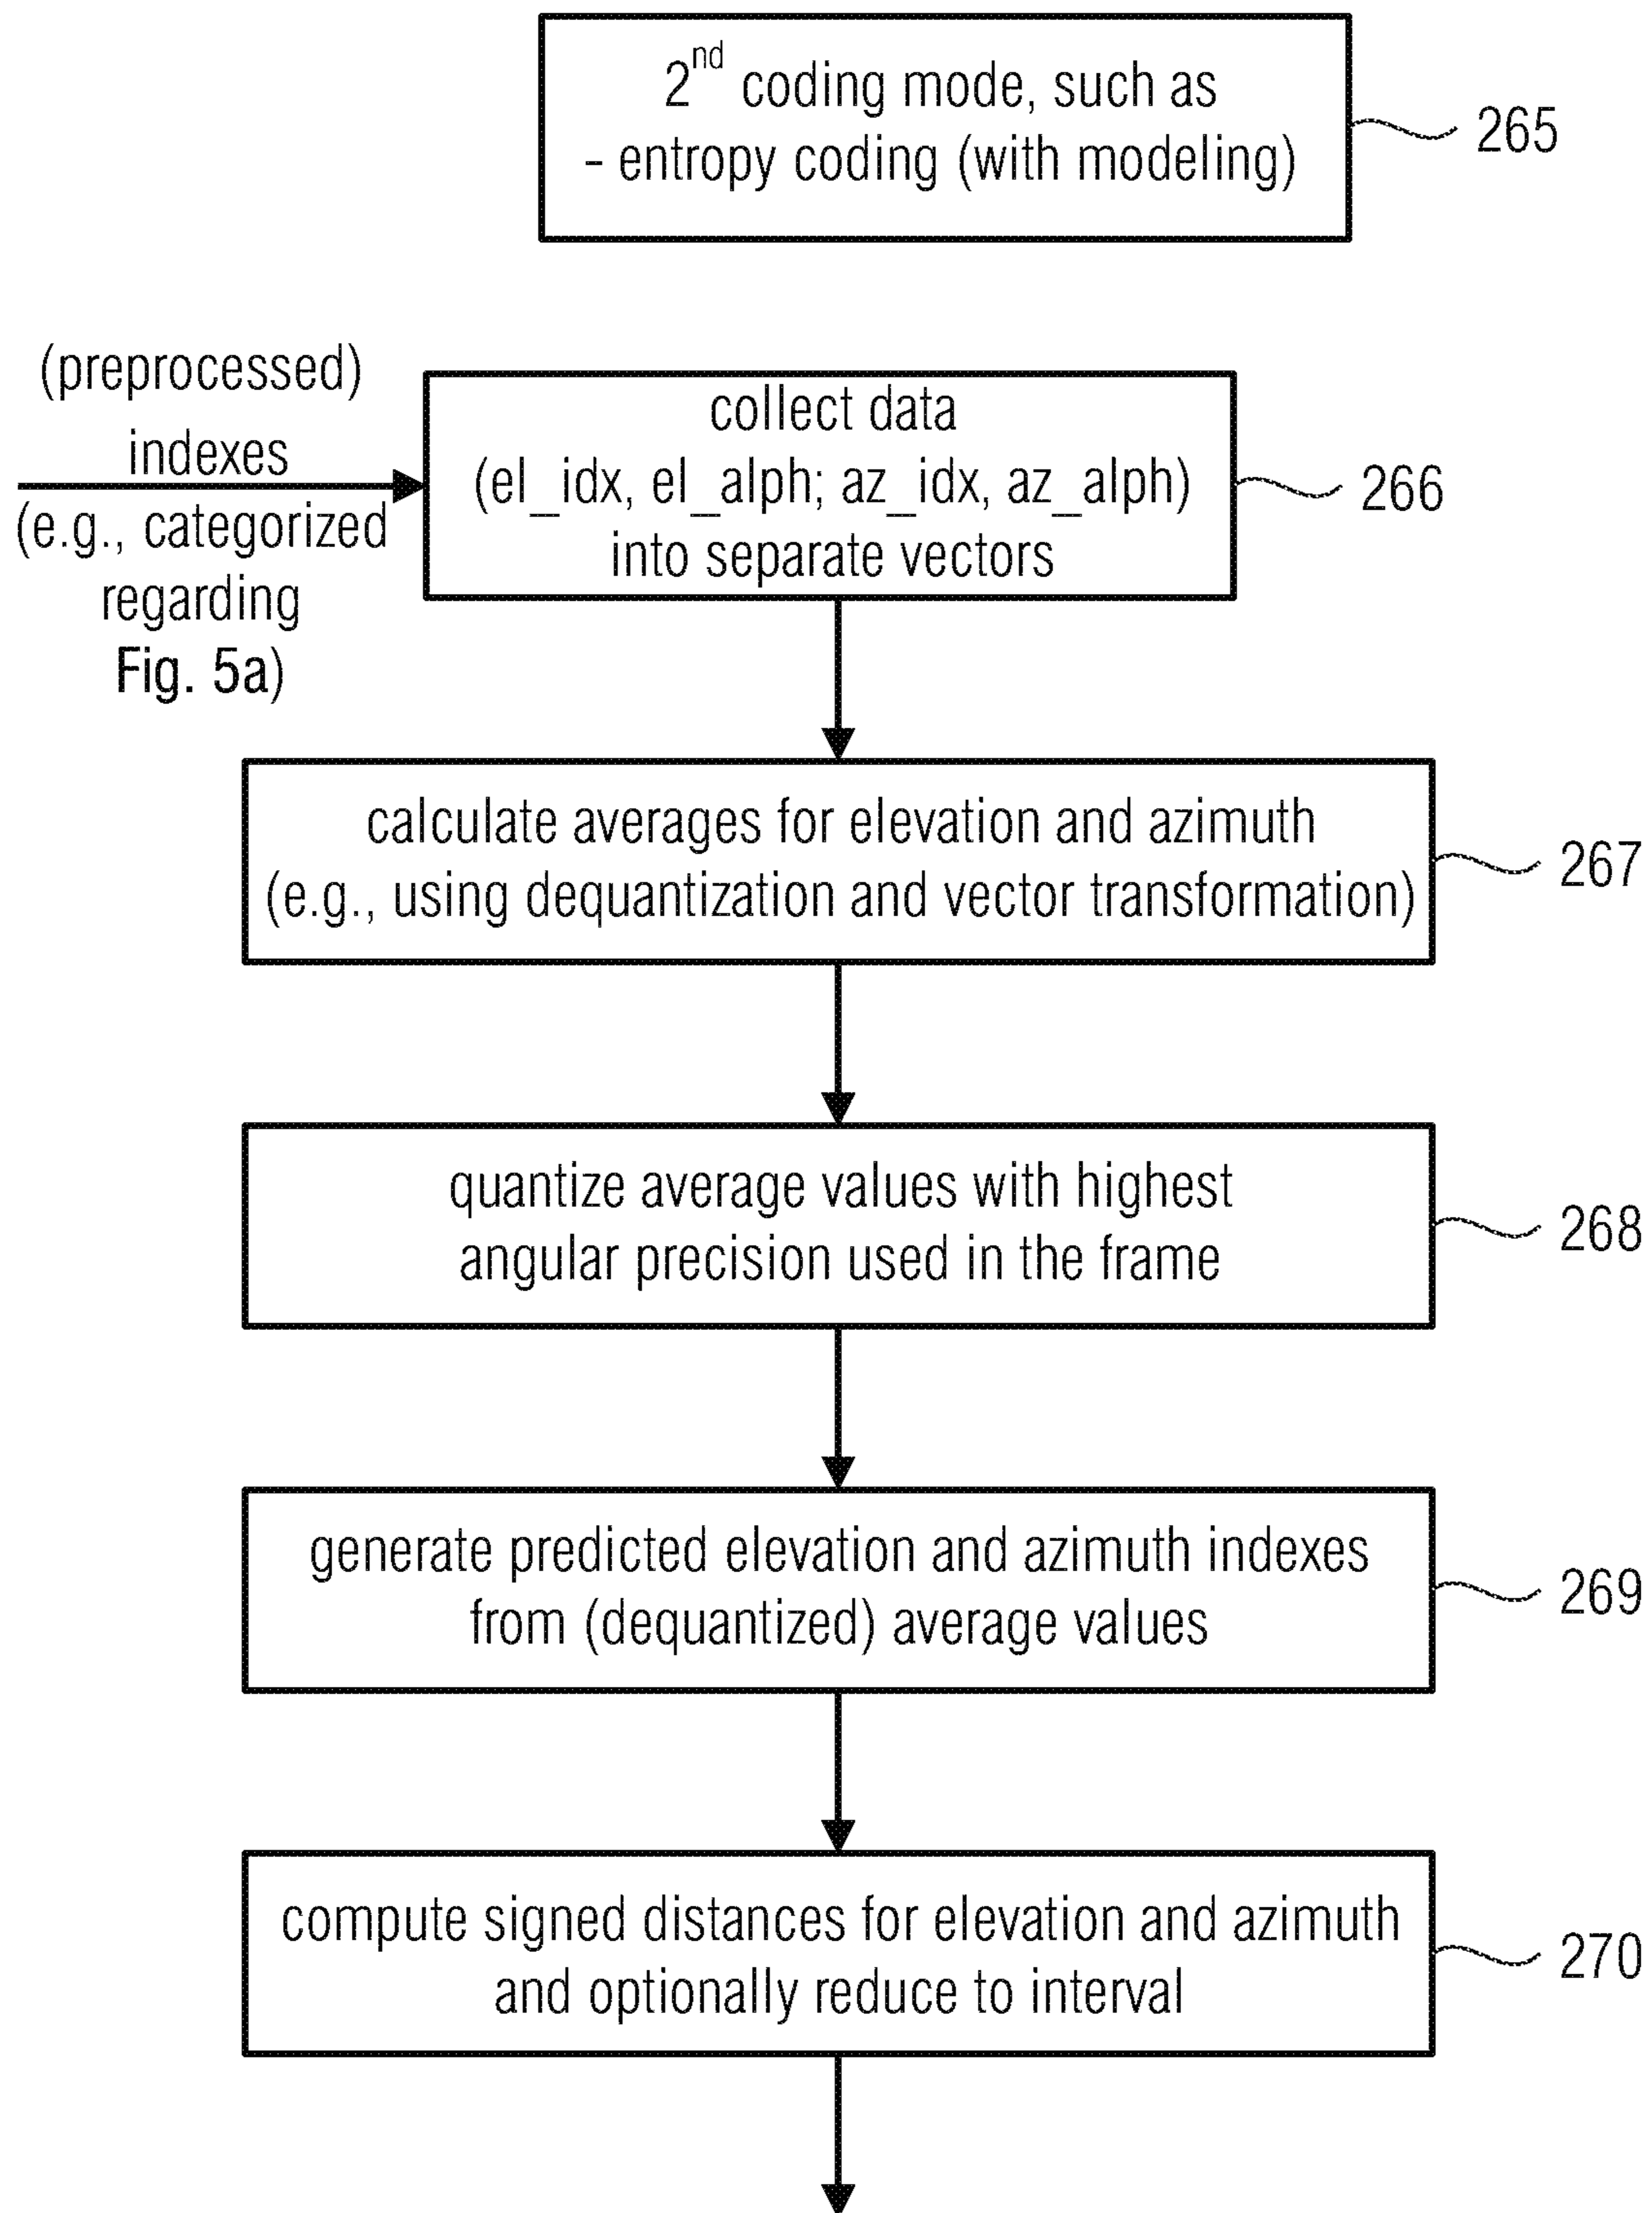 2nd coding mode, such as
- entropy coding (with modeling)
265
(preprocessed)
indexes
(e.g., categorized
regarding
Fig. 5a)
collect data
(el_idx, el_alph; az_idx, az_alph)
into separate vectors
266
calculate averages for elevation and azimuth
(e.g., using dequantization and vector transformation)
267
quantize average values with highest
angular precision used in the frame
268
generate predicted elevation and azimuth indexes
from (dequantized) average values
269
compute signed distances for elevation and azimuth
and optionally reduce to interval
270